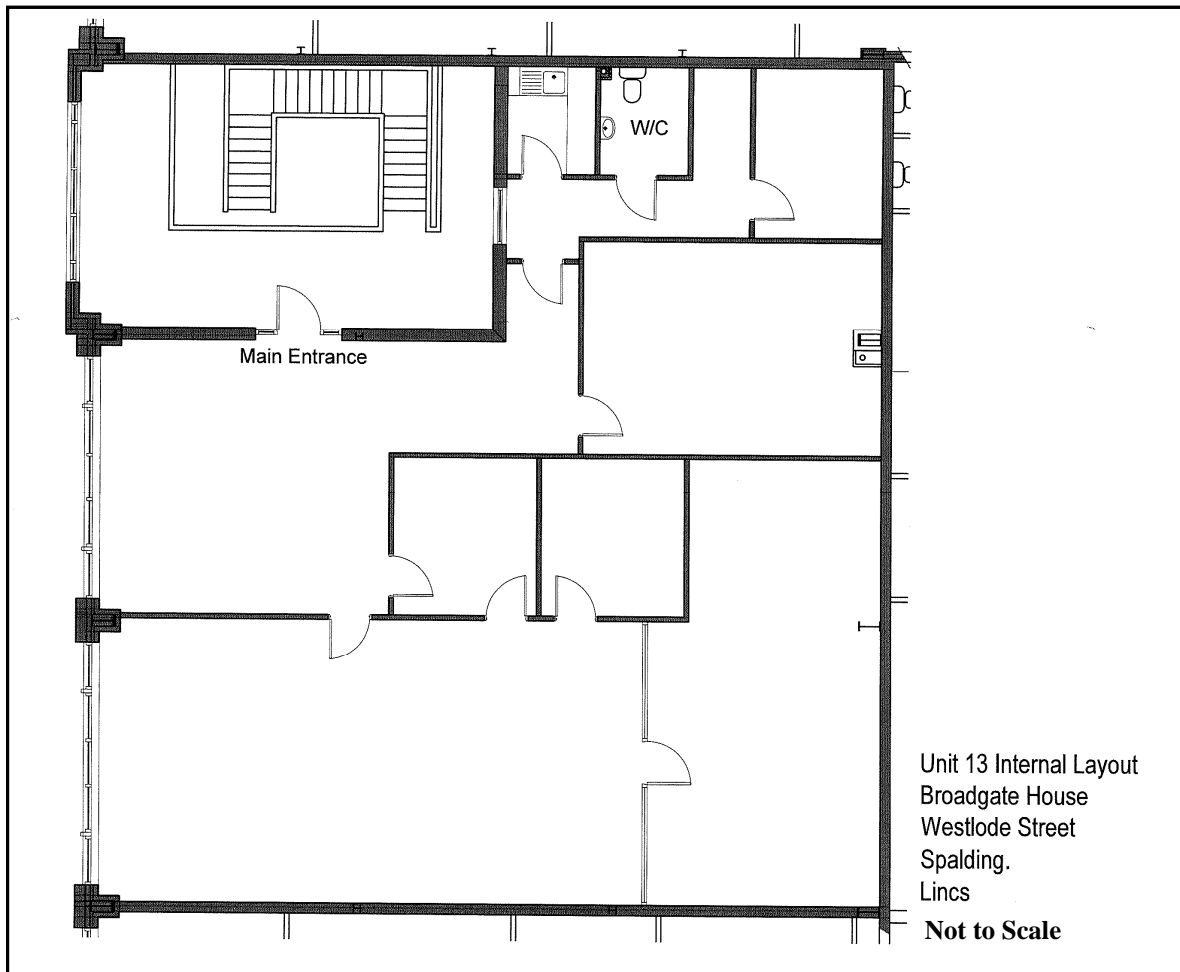 W/C
Main Entrance
Unit 13 Internal Layout
Broadgate House
Westlode Street
Spalding.
Lincs
Not to Scale